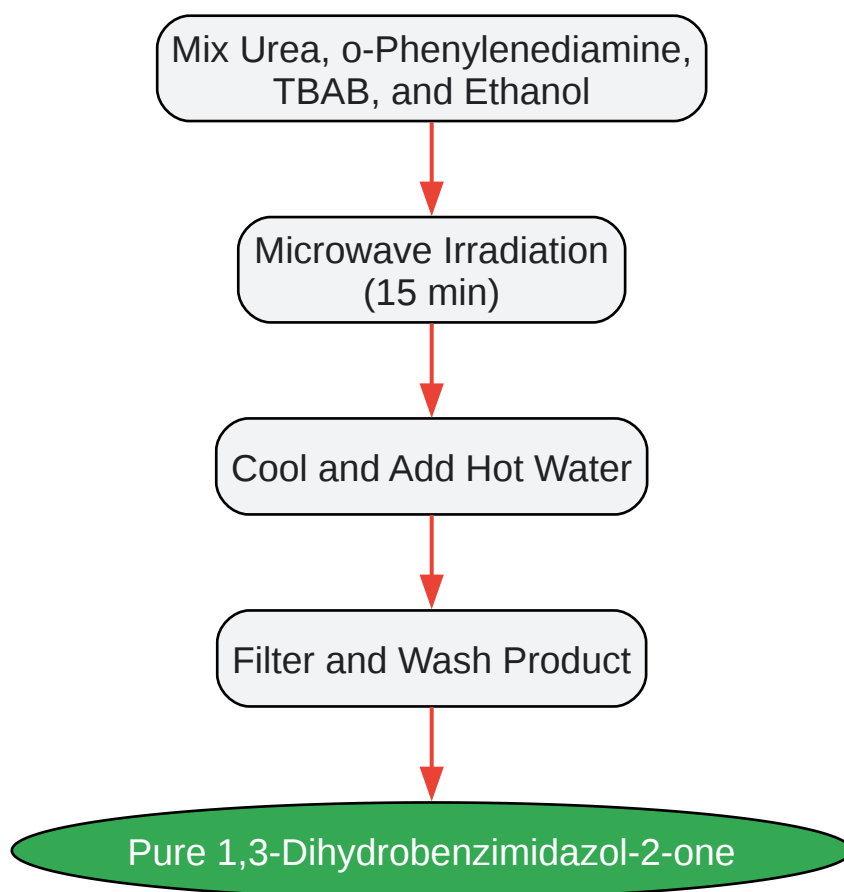 Mix Urea, o-Phenylenediamine,
TBAB, and Ethanol
Microwave Irradiation
(15 min)
Cool and Add Hot Water
Filter and Wash Product
Pure 1,3-Dihydrobenzimidazol-2-one